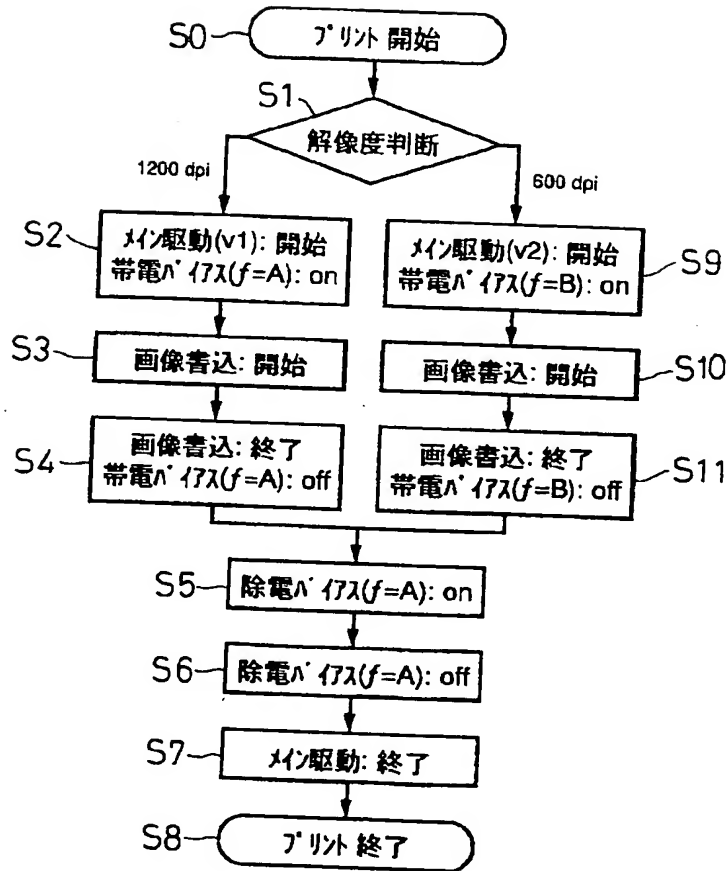 S0
プリント 開始
S1
解像度判断
1200 dpi
600 dpi
S2
メイン駆動(v1): 開始
帯電バイアス(f=A): on
S3
画像書込: 開始
S4
画像書込: 終了
帯電バイアス(f=A): off
メイン駆動(v2): 開始
帯電バイアス(f=B): on
S9
画像書込: 開始
S10
画像書込: 終了
帯電バイアス(f=B): off
S11
S5
除電バイアス(f=A): on
S6
除電バイアス(f=A): off
S7
メイン駆動: 終了
S8
プリント 終了